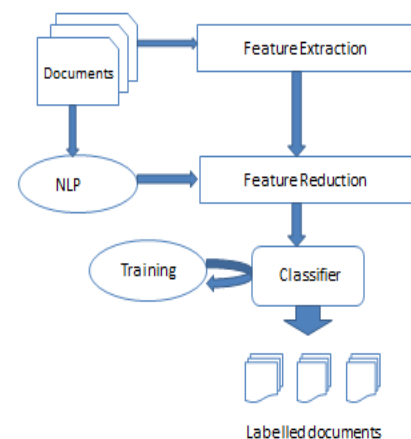 Feature Extraction
Documents
NLP
Feature Reduction
Training
Classifier
Labelled documents